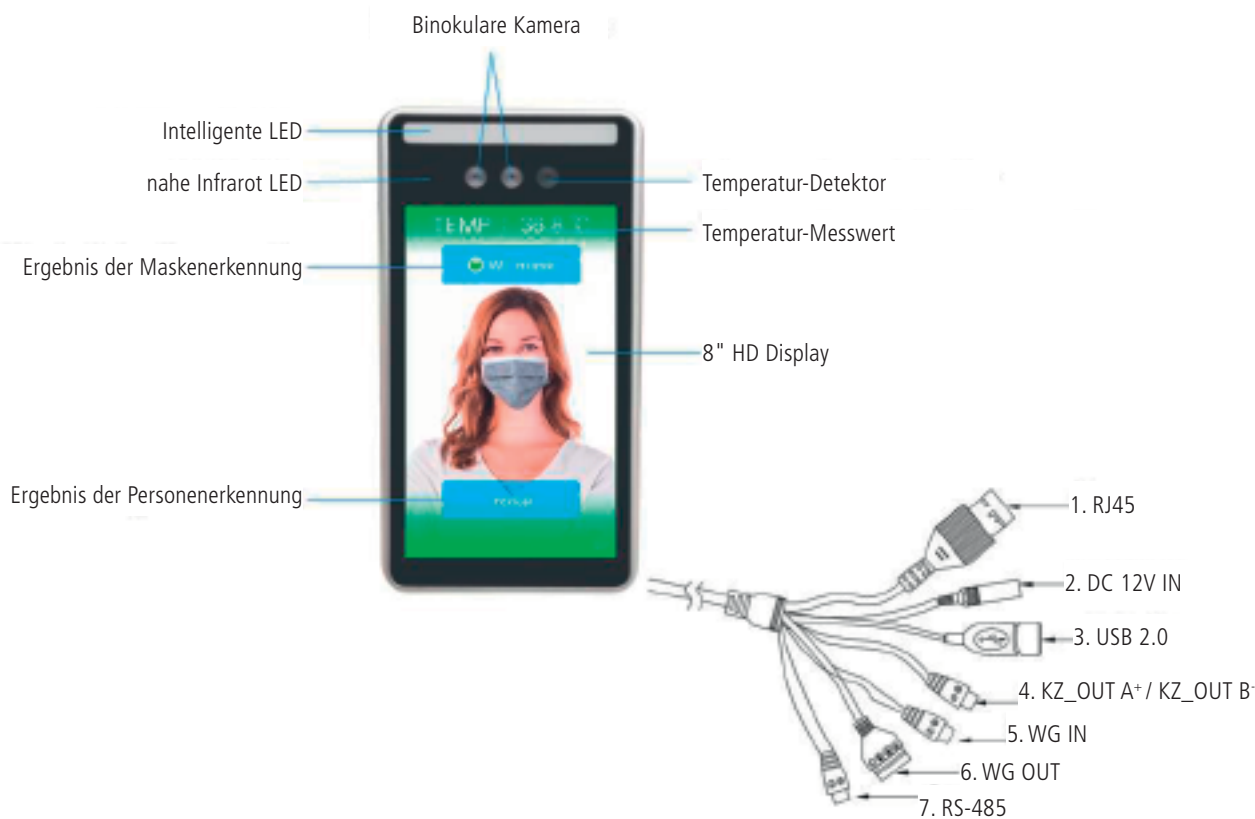 Binokulare Kamera
Intelligente LED
nahe Infrarot LED
Temperatur-Detektor
TEMP
Temperatur-Messwert
Ergebnis der Maskenerkennung
8" HD Display
Ergebnis der Personenerkennung
1. RJ45
2. DC 12V IN
3. USB 2.0
4. KZ_OUT A⁺ / KZ_OUT B⁻
5. WG IN
6. WG OUT
7. RS-485